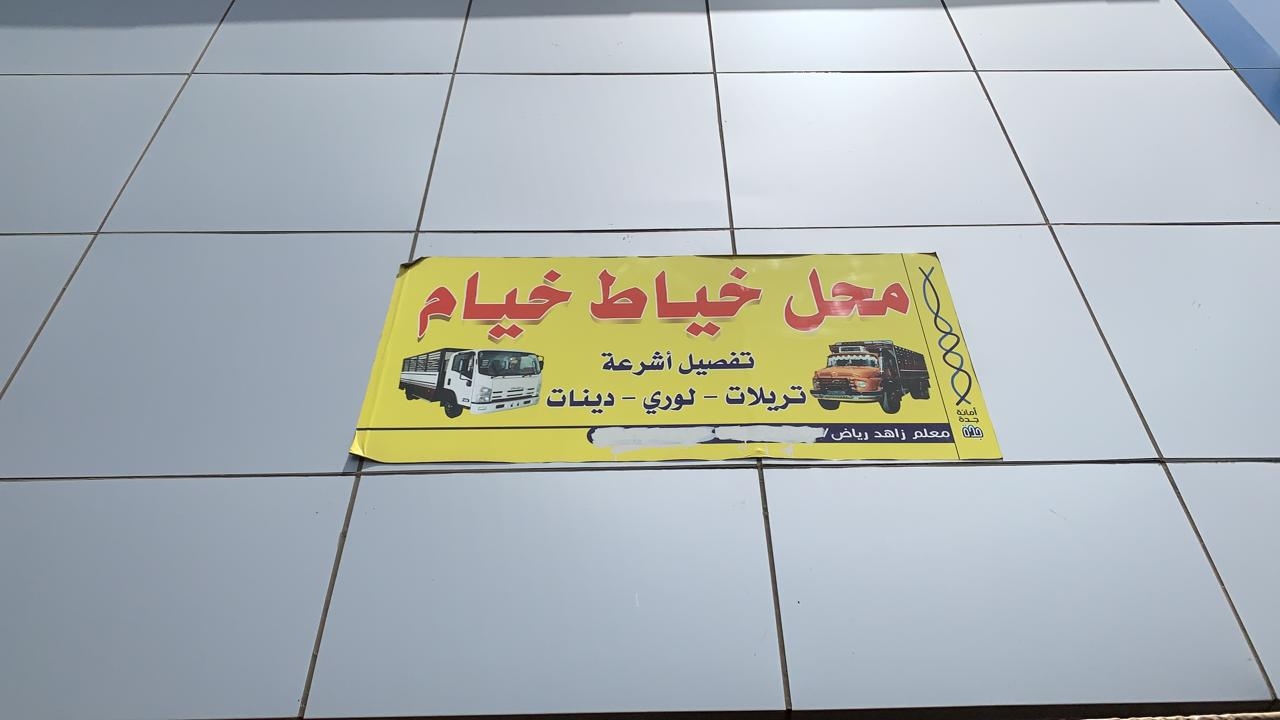 محل خياط خيام
تفصيل أشرعة
تريلات - لوري - دينات
معلم زاهد رياض/
أمانة
جدة